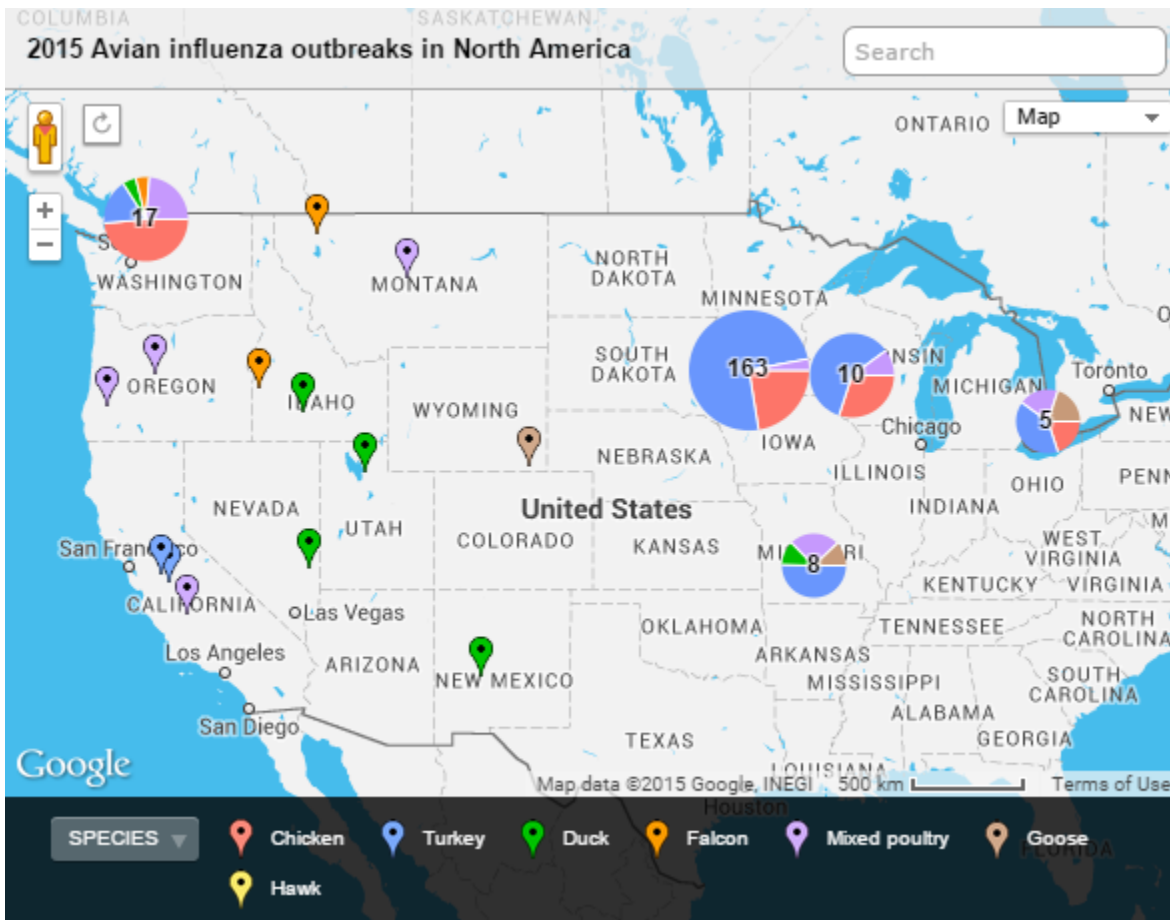 COLUMBIA
SASKATCHEWAN
2015 Avian influenza outbreaks in North America
Search
Map
ONTARIO
17
WASHINGTON
MONTANA
NORTH
DAKOTA
MINNESOTA
SOUTH
DAKOTA
163
10
NSIN
MICHIGAN
Toronto
OREGON
IDAHO
WYOMING
5
NEW
Chicago
IOWA
NEBRASKA
ILLINOIS
OHIO
PENN
INDIANA
NEVADA
United States
UTAH
COLORADO
KANSAS
8
WEST
VIRGINIA
San Francisco
KENTUCKY
VIRGINIA
CALIFORNIA
Las Vegas
OKLAHOMA
TENNESSEE
NORTH
CAROLINA
Los Angeles
ARIZONA
NEW MEXICO
ARKANSAS
MISSISSIPPI
SOUTH
CAROLINA
San Diego
ALABAMA
TEXAS
GEORGIA
Google
LOUISIANA
Map data ©2015 Google, INEGI
500 km
Terms of Use
Houston
SPECIES
Chicken
Turkey
Duck
Falcon
Mixed poultry
Goose
FLORIDA
Hawk